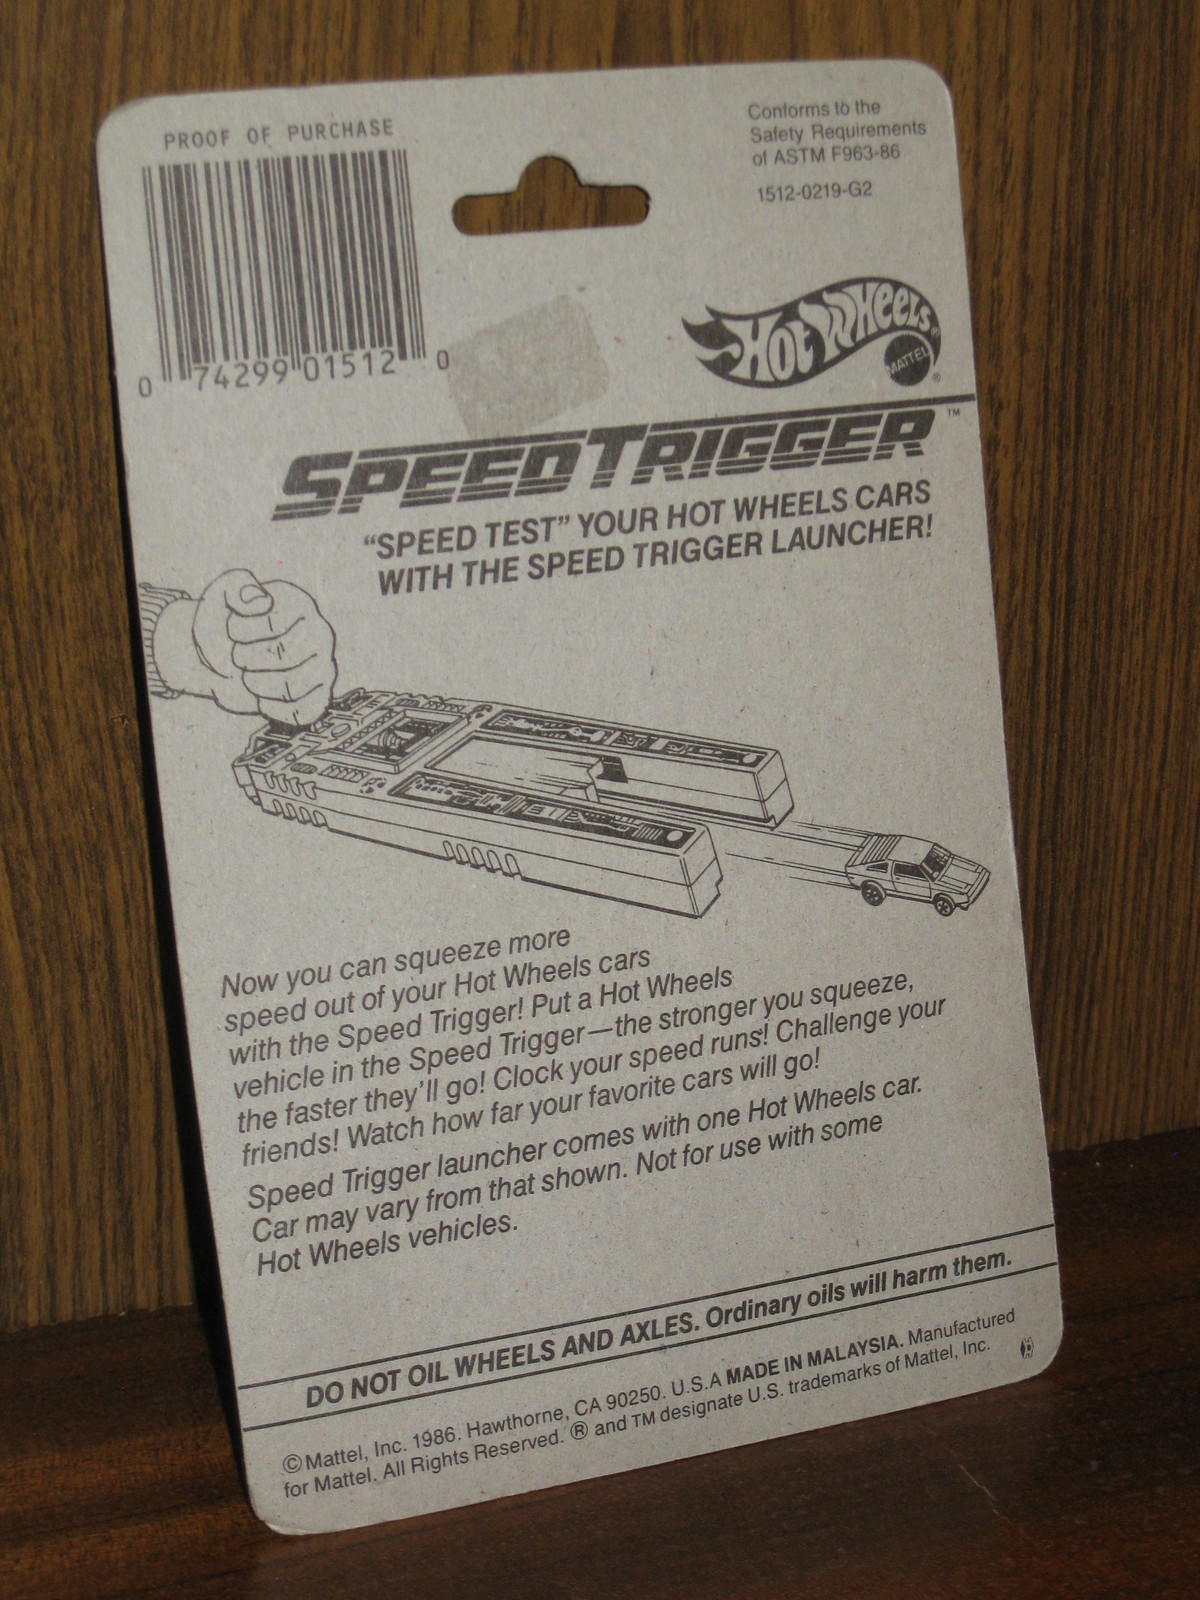 PROOF OF PURCHASE
0 74299 01512 0
Conforms to the
Safety Requirements
of ASTM F963-86
1512-0219-G2
Hot Wheels®
MATTEL®
SPEED TRIGGER™
“SPEED TEST” YOUR HOT WHEELS CARS
WITH THE SPEED TRIGGER LAUNCHER!
Now you can squeeze more
speed out of your Hot Wheels cars
with the Speed Trigger! Put a Hot Wheels
vehicle in the Speed Trigger—the stronger you squeeze,
the faster they’ll go! Clock your speed runs! Challenge your
friends! Watch how far your favorite cars will go!
Speed Trigger launcher comes with one Hot Wheels car.
Car may vary from that shown. Not for use with some
Hot Wheels vehicles.
DO NOT OIL WHEELS AND AXLES. Ordinary oils will harm them.
©Mattel, Inc. 1986. Hawthorne, CA 90250. U.S.A MADE IN MALAYSIA. Manufactured
for Mattel. All Rights Reserved. ® and TM designate U.S. trademarks of Mattel, Inc.